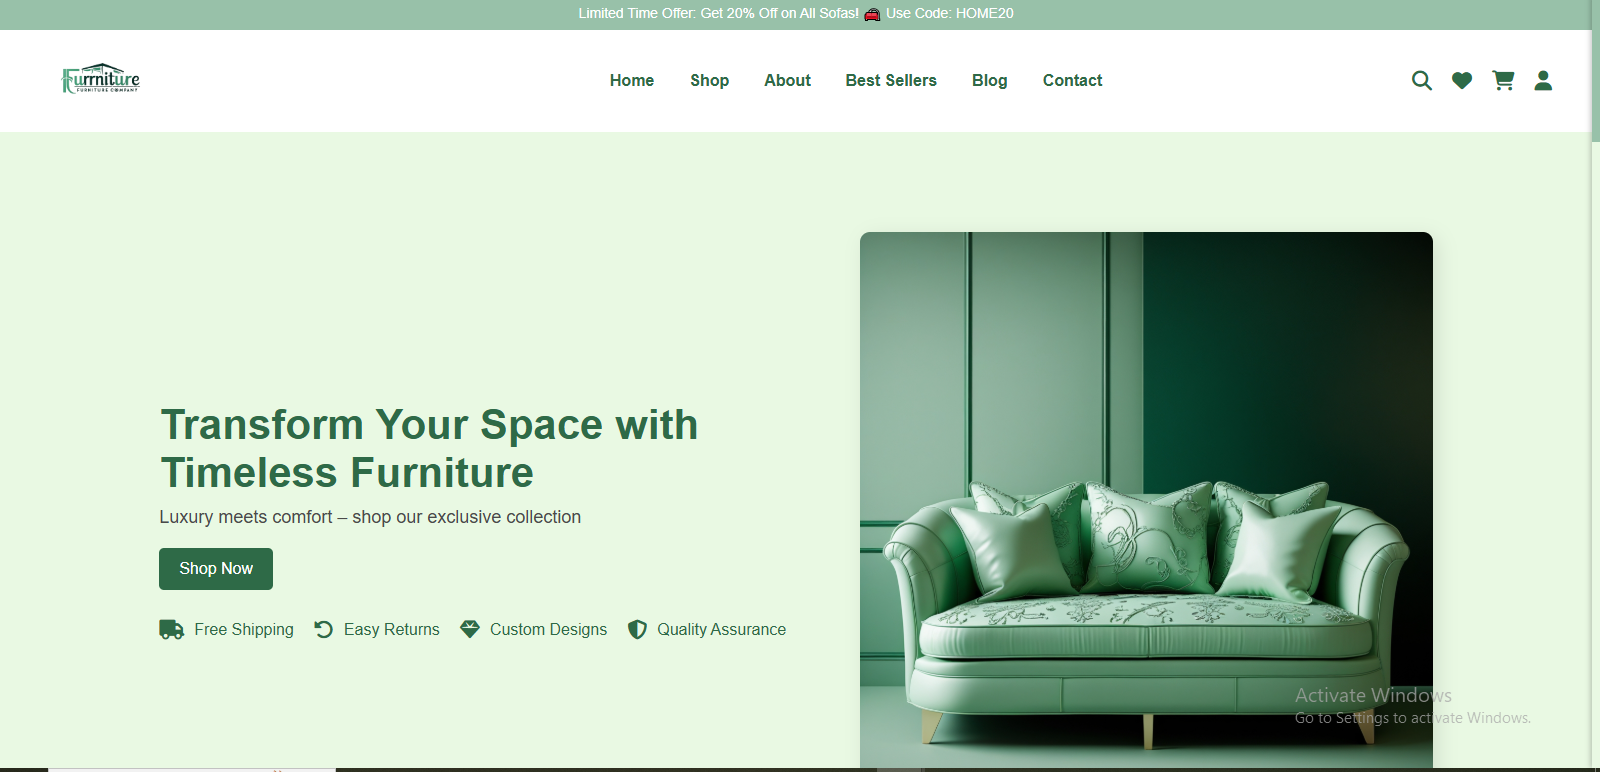 Limited Time Offer: Get 20% Off on All Sofas! Use Code: HOME20
Furrniture
FURNITURE COMPANY
Home Shop About Best Sellers Blog Contact
Transform Your Space with
Timeless Furniture
Luxury meets comfort – shop our exclusive collection
Shop Now
Free Shipping Easy Returns Custom Designs Quality Assurance
Activate Windows
Go to Settings to activate Windows.